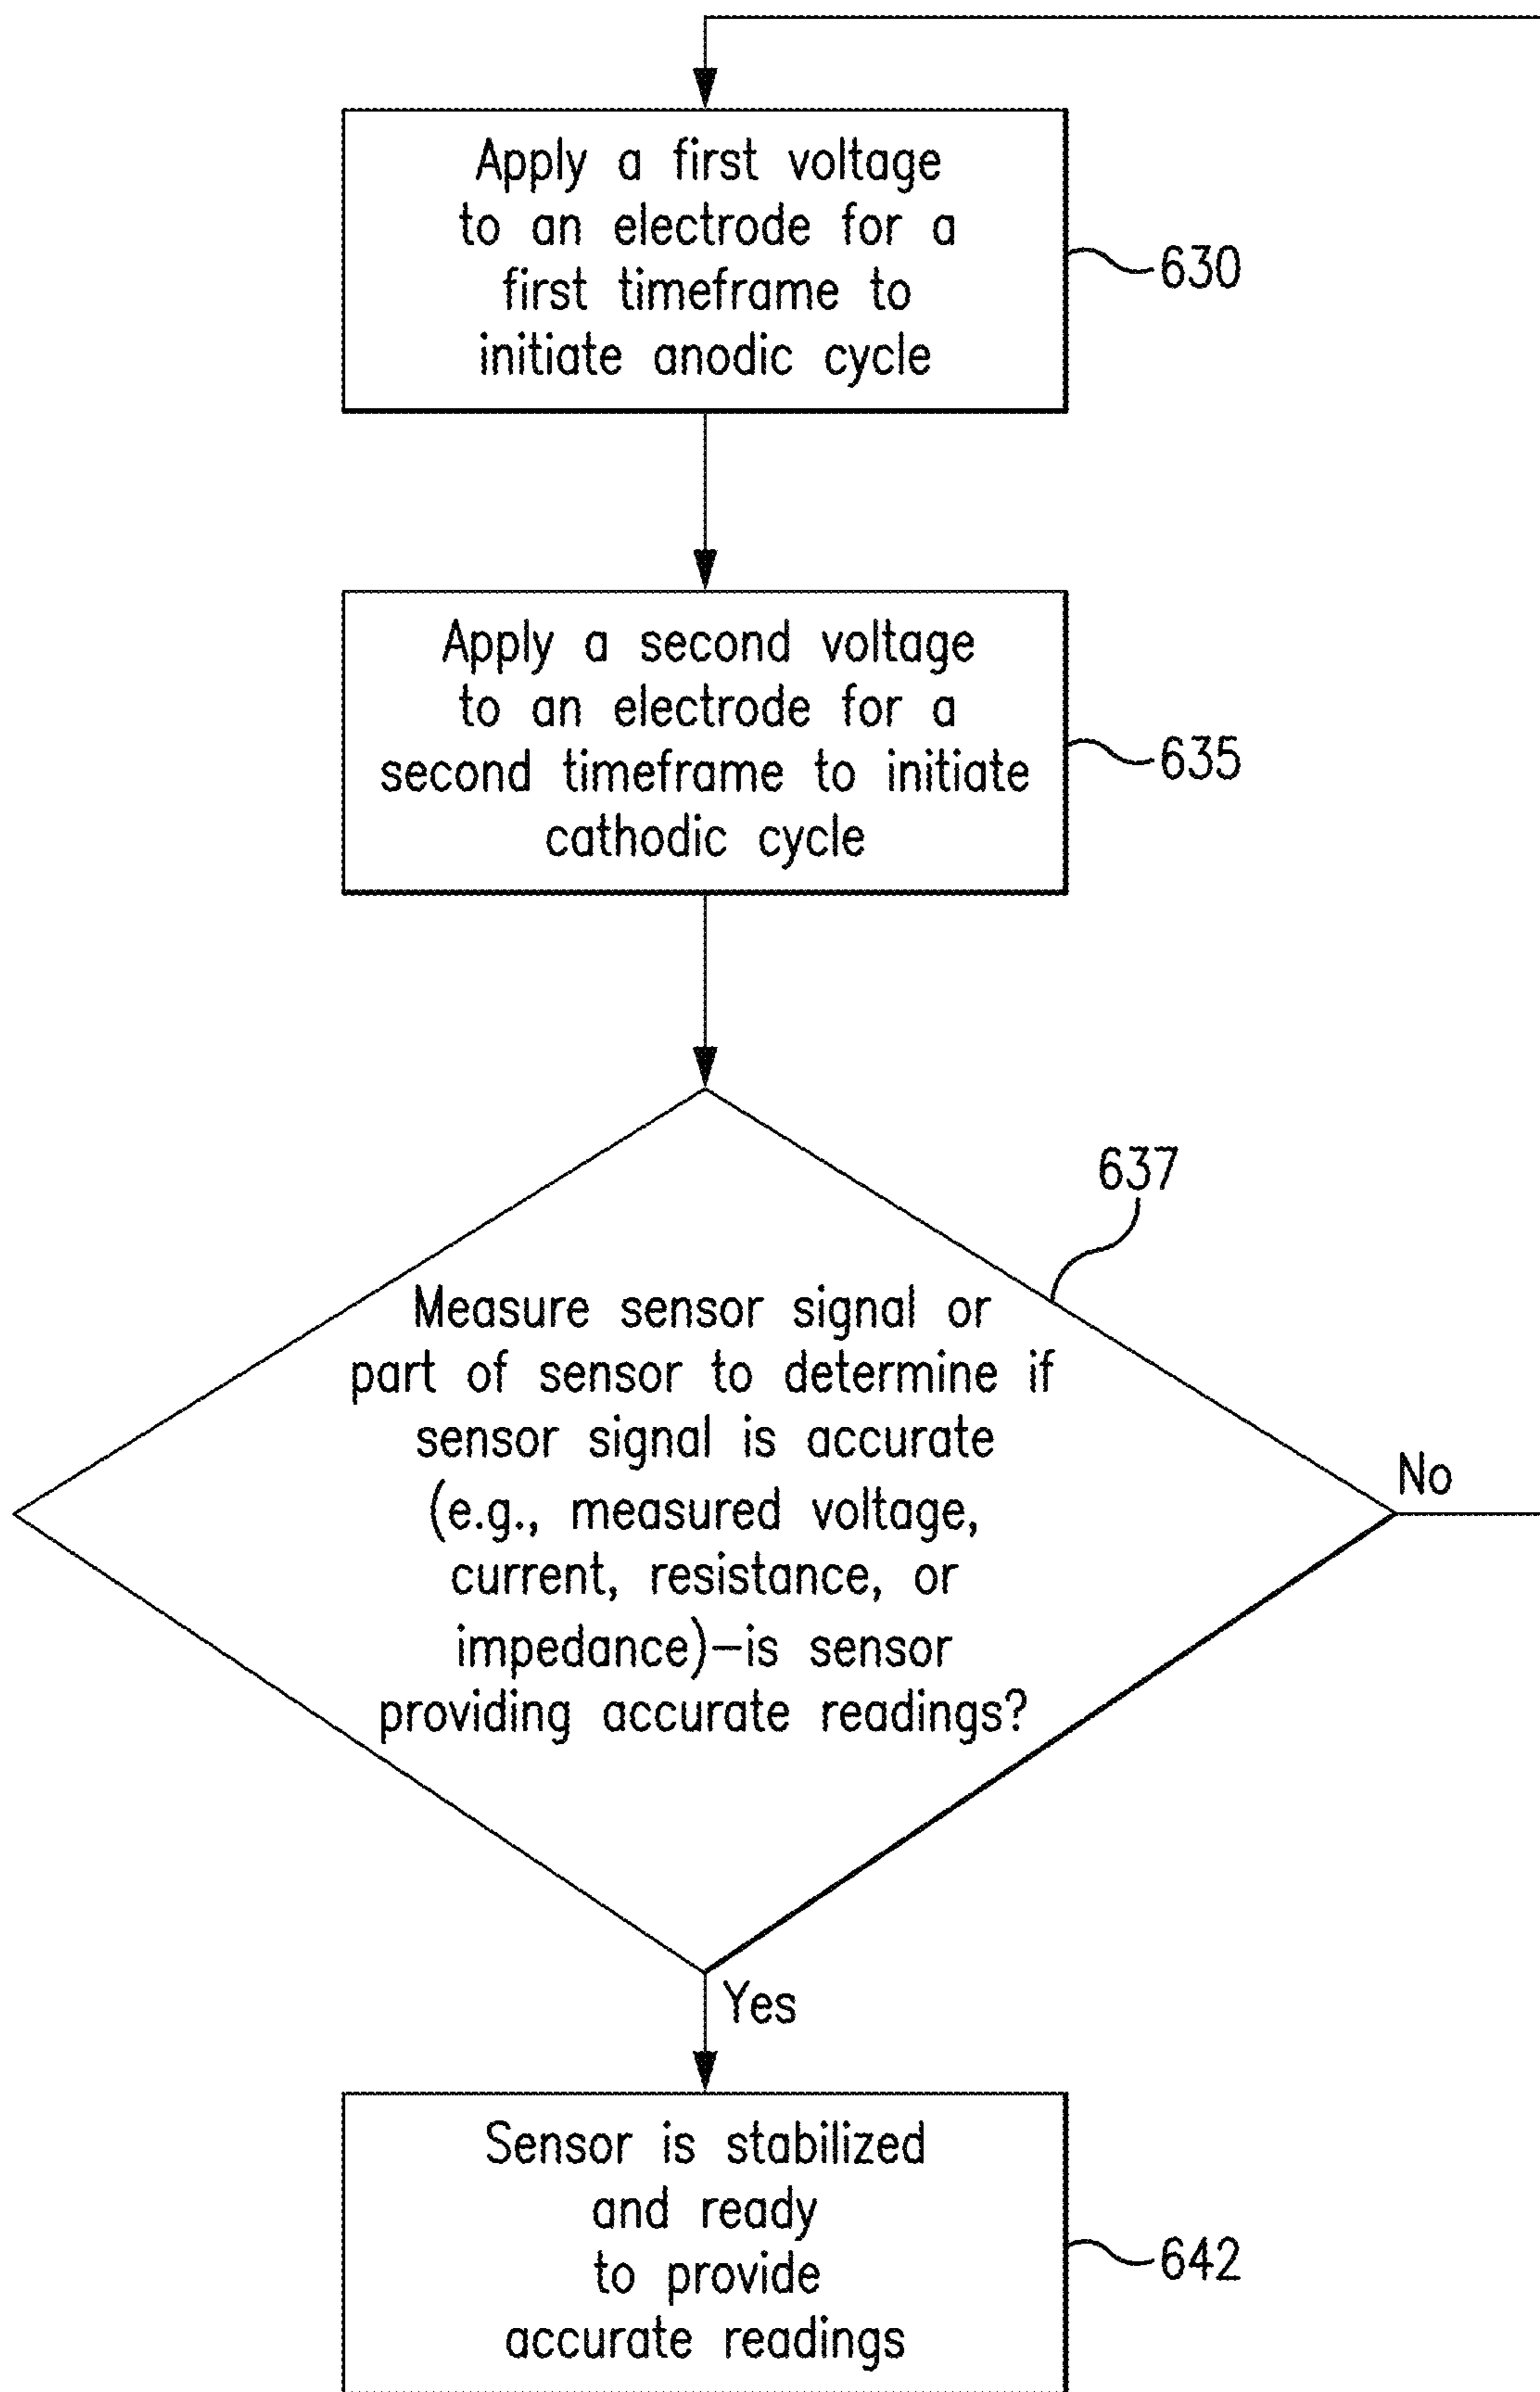 Apply a first voltage
to an electrode for a
first timeframe to
initiate anodic cycle
630
Apply a second voltage
to an electrode for a
second timeframe to initiate
cathodic cycle
635
637
Measure sensor signal or
part of sensor to determine if
sensor signal is accurate
(e.g., measured voltage,
current, resistance, or
impedance)–is sensor
providing accurate readings?
No
Yes
Sensor is stabilized
and ready
to provide
accurate readings
642